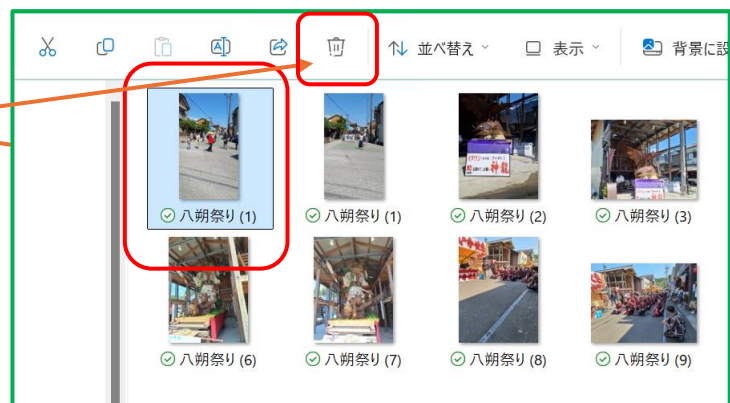 並べ替え 表示 背景に設
八朔祭り (1) 八朔祭り (1) 八朔祭り (2) 八朔祭り (3)
八朔祭り (6) 八朔祭り (7) 八朔祭り (8) 八朔祭り (9)